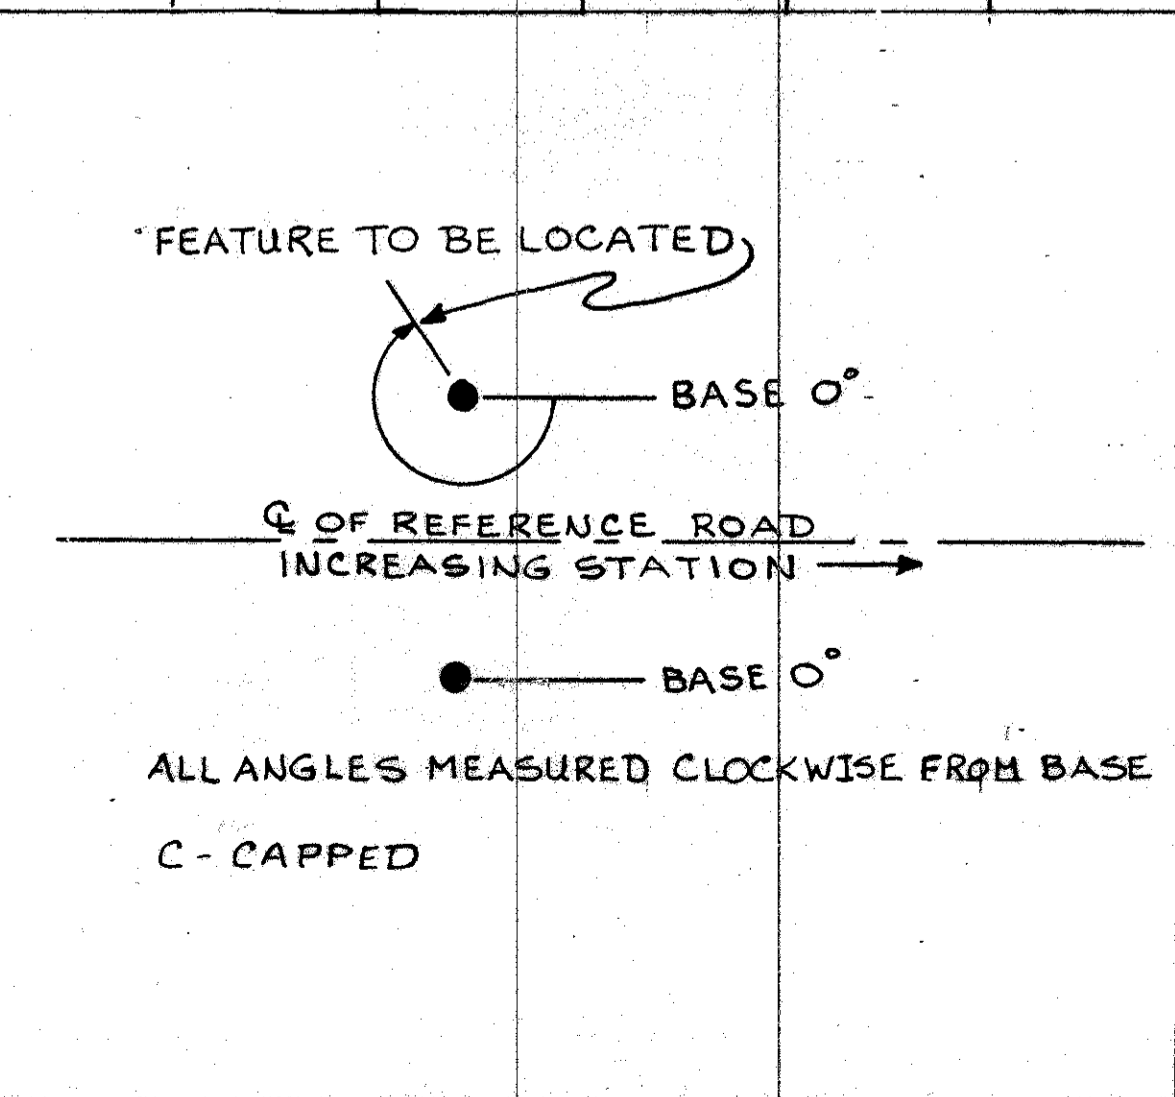 FEATURE TO BE LOCATED
BASE 0°
℄ OF REFERENCE ROAD
INCREASING STATION
BASE 0°
ALL ANGLES MEASURED CLOCKWISE FROM BASE
C - CAPPED